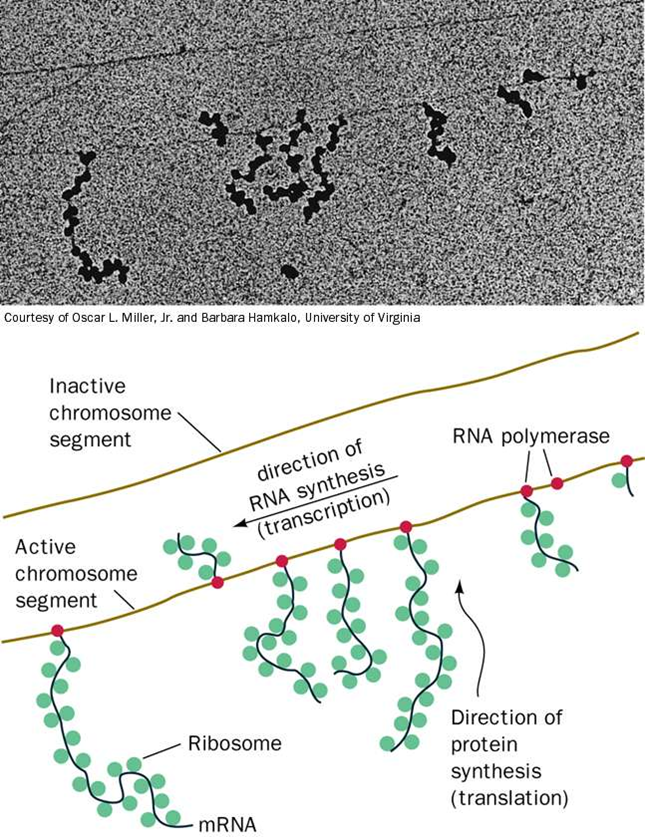 Courtesy of Oscar L. Miller, Jr. and Barbara Hamkalo, University of Virginia
Inactive
chromosome
segment
direction of
RNA synthesis
(transcription)
RNA polymerase
Active
chromosome
segment
Ribosome
mRNA
Direction of
protein
synthesis
(translation)